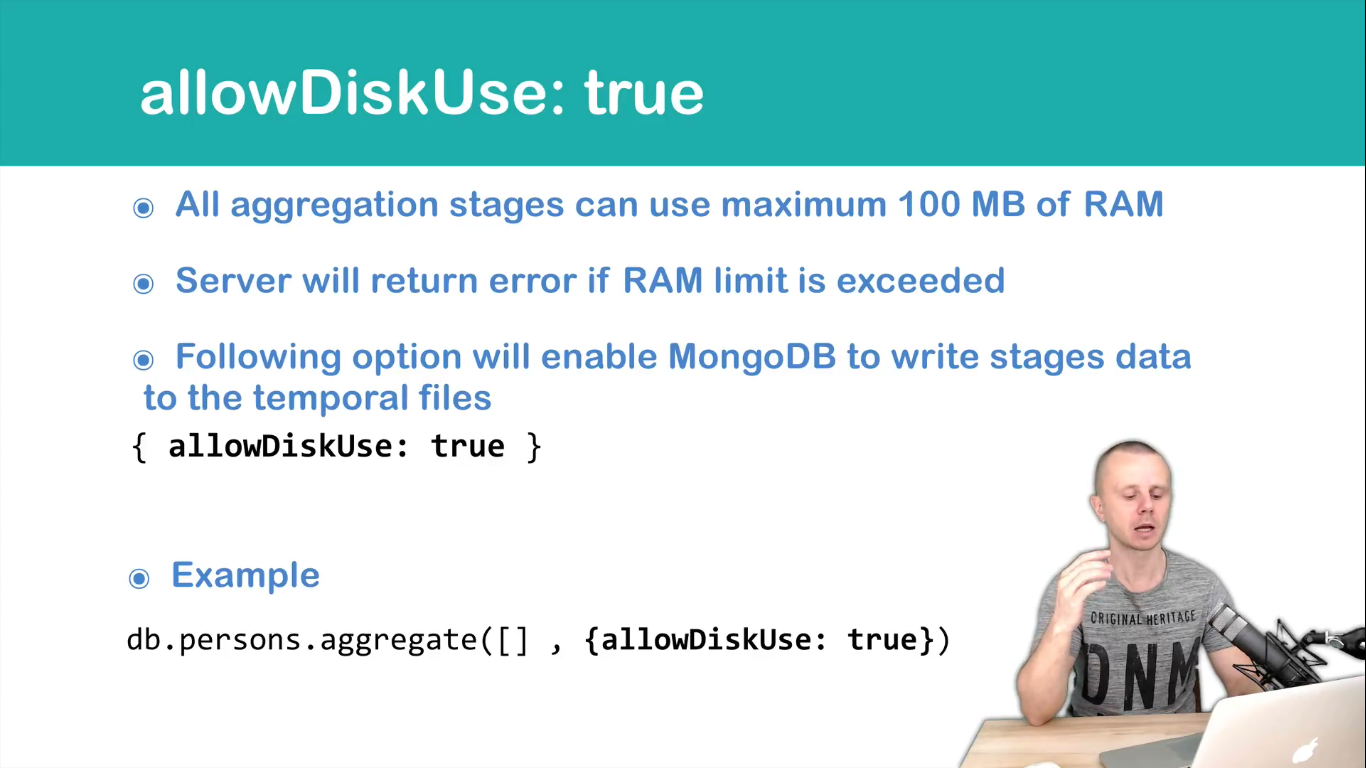 allowDiskUse: true
◉ All aggregation stages can use maximum 100 MB of RAM
◉ Server will return error if RAM limit is exceeded
◉ Following option will enable MongoDB to write stages data
to the temporal files
{ allowDiskUse: true }
◉ Example
db.persons.aggregate([] , {allowDiskUse: true})
ORIGINAL HERITAGE
DNM